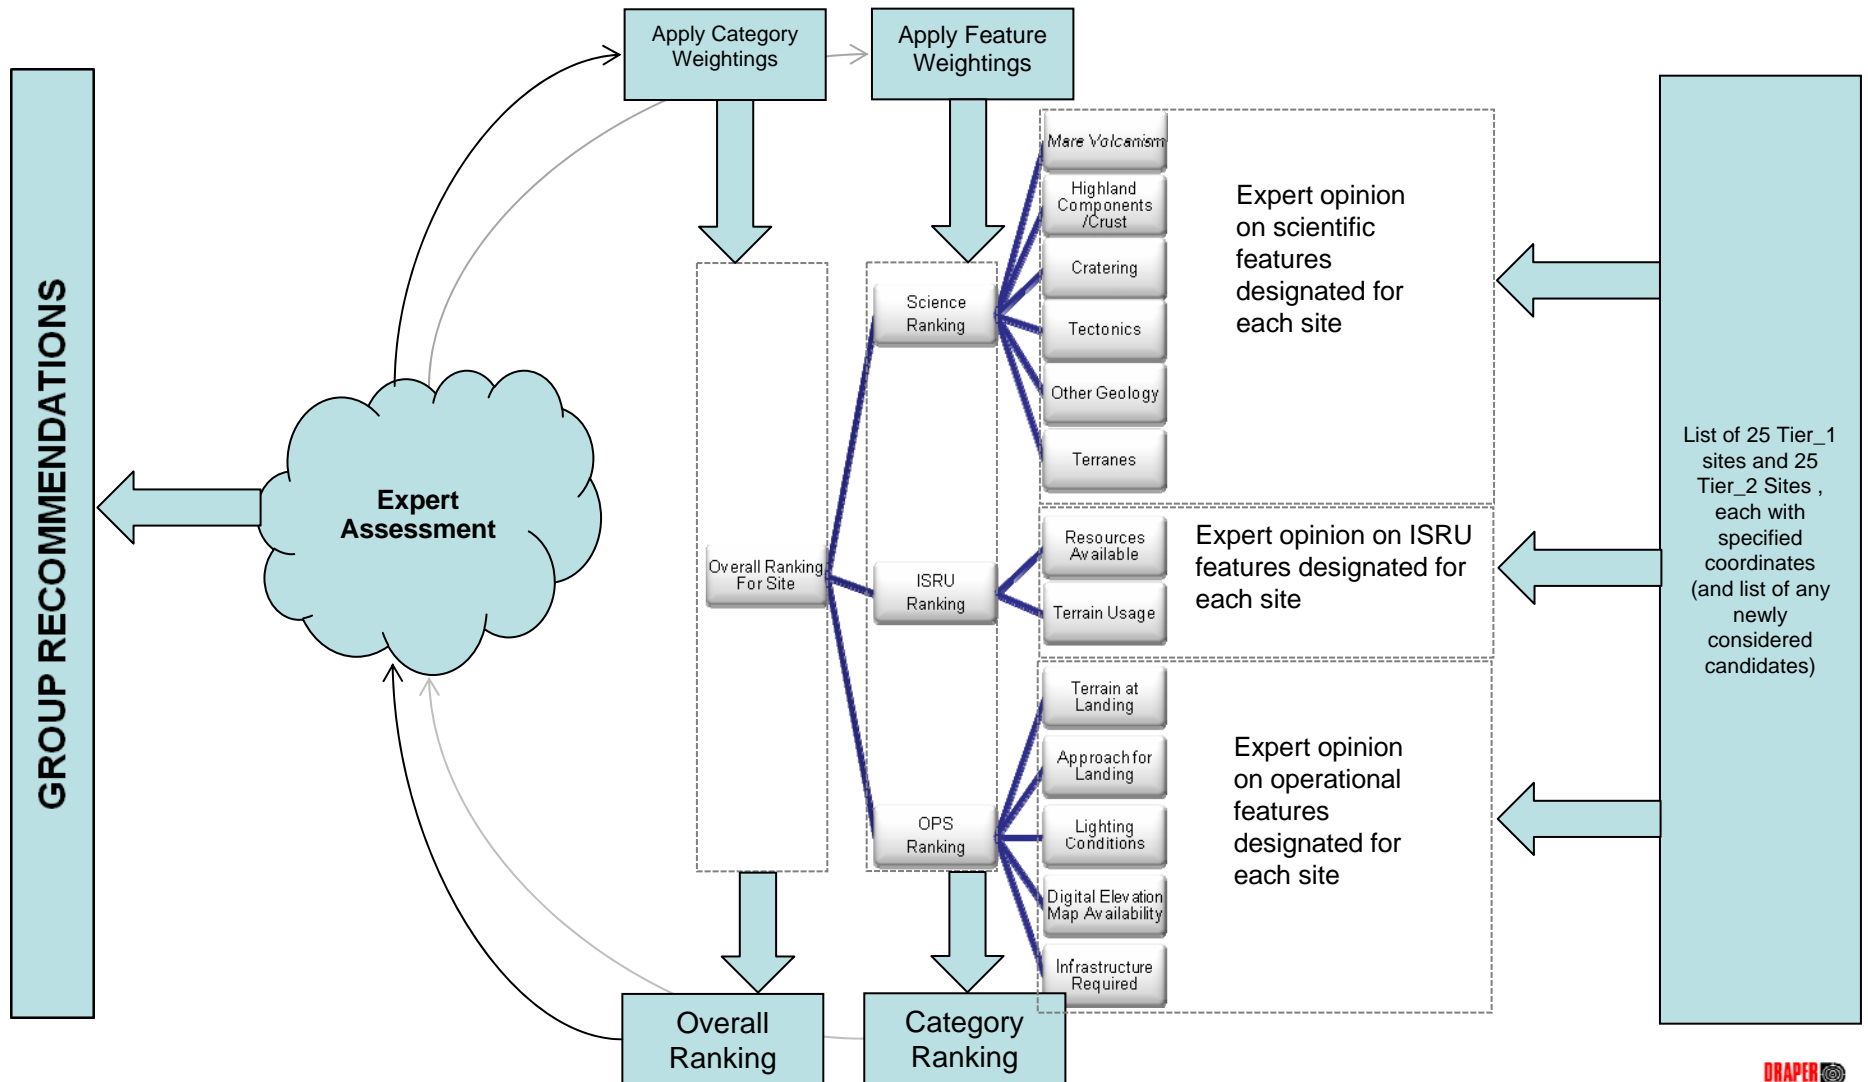 GROUP RECOMMENDATIONS
Apply Category
Weightings
Apply Feature
Weightings
Expert
Assessment
Overall Ranking
For Site
Science
Ranking
ISRU
Ranking
OPS
Ranking
Mare Volcanism
Highland
Components
/Crust
Cratering
Tectonics
Other Geology
Terranes
Resources
Available
Terrain Usage
Terrain at
Landing
Approach for
Landing
Lighting
Conditions
Digital Elevation
Map Availability
Infrastructure
Required
Expert opinion
on scientific
features
designated for
each site
Expert opinion on ISRU
features designated for
each site
Expert opinion
on operational
features
designated for
each site
List of 25 Tier_1
sites and 25
Tier_2 Sites ,
each with
specified
coordinates
(and list of any
newly
considered
candidates)
Overall
Ranking
Category
Ranking
DRAPER